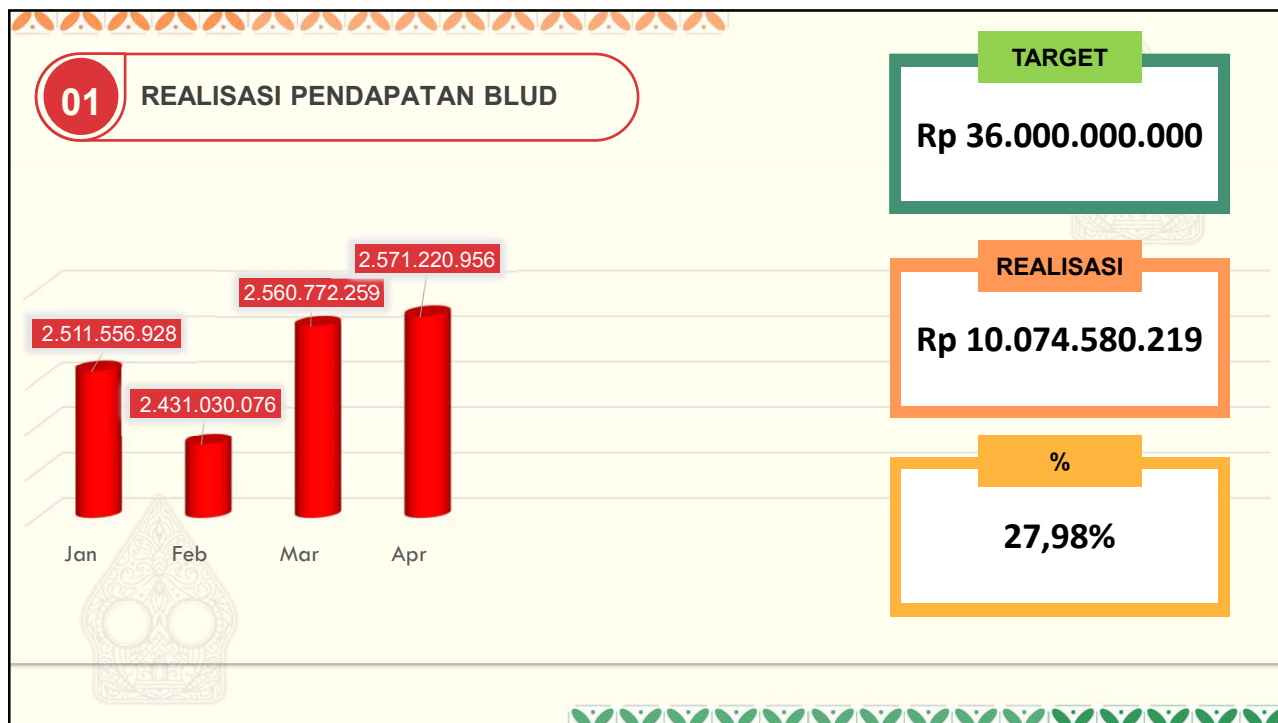 01
REALISASI PENDAPATAN BLUD
TARGET
Rp 36.000.000.000
REALISASI
Rp 10.074.580.219
%
27,98%
2.511.556.928
2.431.030.076
2.560.772.259
2.571.220.956
Jan
Feb
Mar
Apr